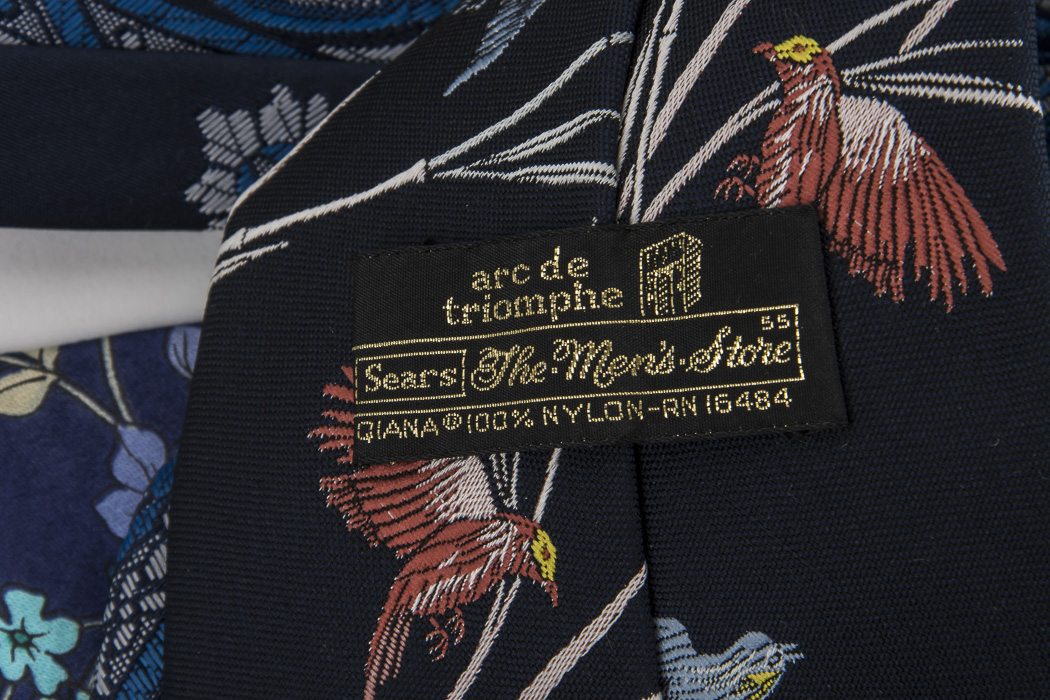 arc de
triomphe
55
Sears The Men's Store
QIANA® 100% NYLON-RN 16484